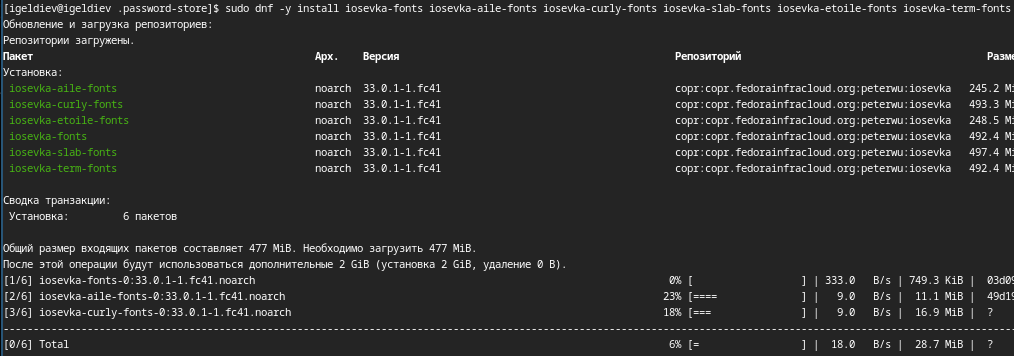 [igeldiev@igeldiev .password-store]$ sudo dnf -y install iosevka-fonts iosevka-aile-fonts iosevka-curly-fonts iosevka-slab-fonts iosevka-etoile-fonts iosevka-term-fonts
Обновление и загрузка репозиториев:
Репозитории загружены.
Пакет Арх. Версия Репозиторий Разме
Установка:
iosevka-aile-fonts noarch 33.0.1-1.fc41 copr:copr.fedorainfracloud.org:peterwu:iosevka 245.2 Mi
iosevka-curly-fonts noarch 33.0.1-1.fc41 copr:copr.fedorainfracloud.org:peterwu:iosevka 493.3 Mi
iosevka-etoile-fonts noarch 33.0.1-1.fc41 copr:copr.fedorainfracloud.org:peterwu:iosevka 248.5 Mi
iosevka-fonts noarch 33.0.1-1.fc41 copr:copr.fedorainfracloud.org:peterwu:iosevka 492.4 Mi
iosevka-slab-fonts noarch 33.0.1-1.fc41 copr:copr.fedorainfracloud.org:peterwu:iosevka 497.4 Mi
iosevka-term-fonts noarch 33.0.1-1.fc41 copr:copr.fedorainfracloud.org:peterwu:iosevka 492.4 Mi
Сводка транзакции:
Установка: 6 пакетов
Общий размер входящих пакетов составляет 477 MiB. Необходимо загрузить 477 MiB.
После этой операции будут использоваться дополнительные 2 GiB (установка 2 GiB, удаление 0 B).
[1/6] iosevka-fonts-0:33.0.1-1.fc41.noarch 0% [ ] | 333.0 B/s | 749.3 KiB | 03d09
[2/6] iosevka-aile-fonts-0:33.0.1-1.fc41.noarch 23% [==== ] | 9.0 B/s | 11.1 MiB | 49d19
[3/6] iosevka-curly-fonts-0:33.0.1-1.fc41.noarch 18% [=== ] | 9.0 B/s | 16.9 MiB | ?
----------------------------------------------------------------------------------------------------
[0/6] Total 6% [= ] | 18.0 B/s | 28.7 MiB | ?